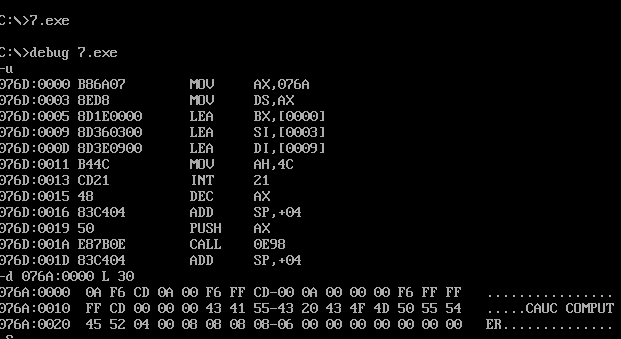 C:\>7.exe
C:\>debug 7.exe
-u
076D:0000 B86A07 MOV AX,076A
076D:0003 8ED8 MOV DS,AX
076D:0005 8D1E0000 LEA BX,[0000]
076D:0009 8D360300 LEA SI,[0003]
076D:000D 8D3E0900 LEA DI,[0009]
076D:0011 B44C MOV AH,4C
076D:0013 CD21 INT 21
076D:0015 48 DEC AX
076D:0016 83C404 ADD SP,+04
076D:0019 50 PUSH AX
076D:001A E87B0E CALL 0E98
076D:001D 83C404 ADD SP,+04
-d 076A:0000 L 30
076A:0000 0A F6 CD 0A 00 F6 FF CD-00 0A 00 00 00 F6 FF FF ................
076A:0010 FF CD 00 00 00 43 41 55-43 20 43 4F 4D 50 55 54 .....CAUC COMPUT
076A:0020 45 52 04 00 08 08 08 08-06 00 00 00 00 00 00 00 ER..............